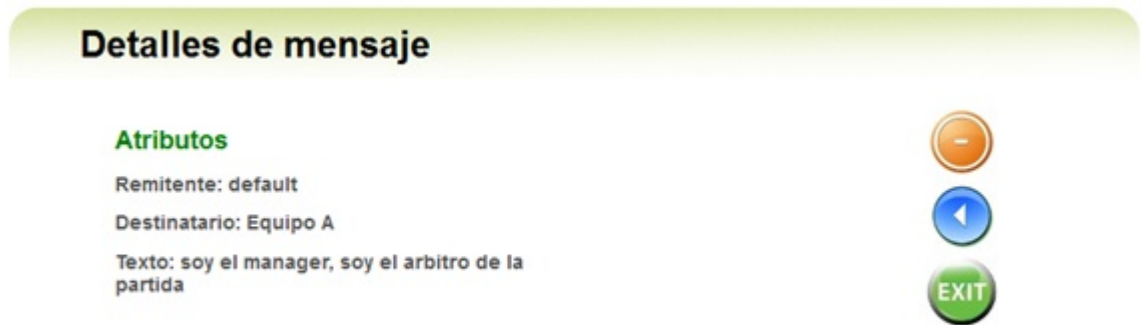 Detalles de mensaje
Atributos
Remitente: default
Destinatario: Equipo A
Texto: soy el manager, soy el arbitro de la
partida
EXIT